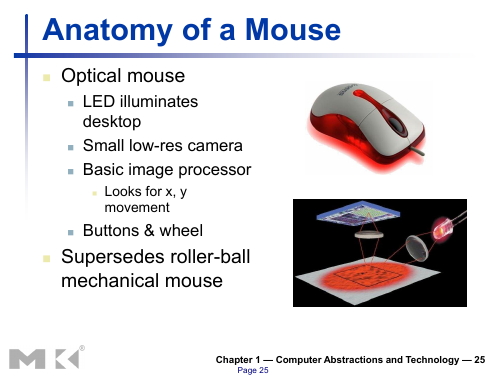 Anatomy of a Mouse
Optical mouse
LED illuminates
desktop
Small low-res camera
Basic image processor
Looks for x, y
movement
Buttons & wheel
Supersedes roller-ball
mechanical mouse
MK®
Chapter 1 — Computer Abstractions and Technology — 25
Page 25